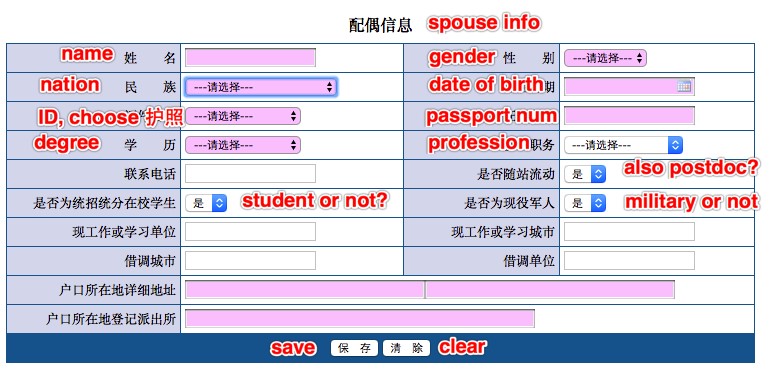 配偶信息 spouse info
name 姓 名 gender 性 别 ---请选择---
nation 民 族 ---请选择--- date of birth 期
ID, choose 护照 ---请选择--- passport num
degree 学 历 ---请选择--- profession 职务 ---请选择---
联系电话 是否随站流动 是 also postdoc?
是否为统招统分在校学生 是 student or not? 是否为现役军人 是 military or not
现工作或学习单位 现工作或学习城市
借调城市 借调单位
户口所在地详细地址
户口所在地登记派出所
save 保 存 清 除 clear